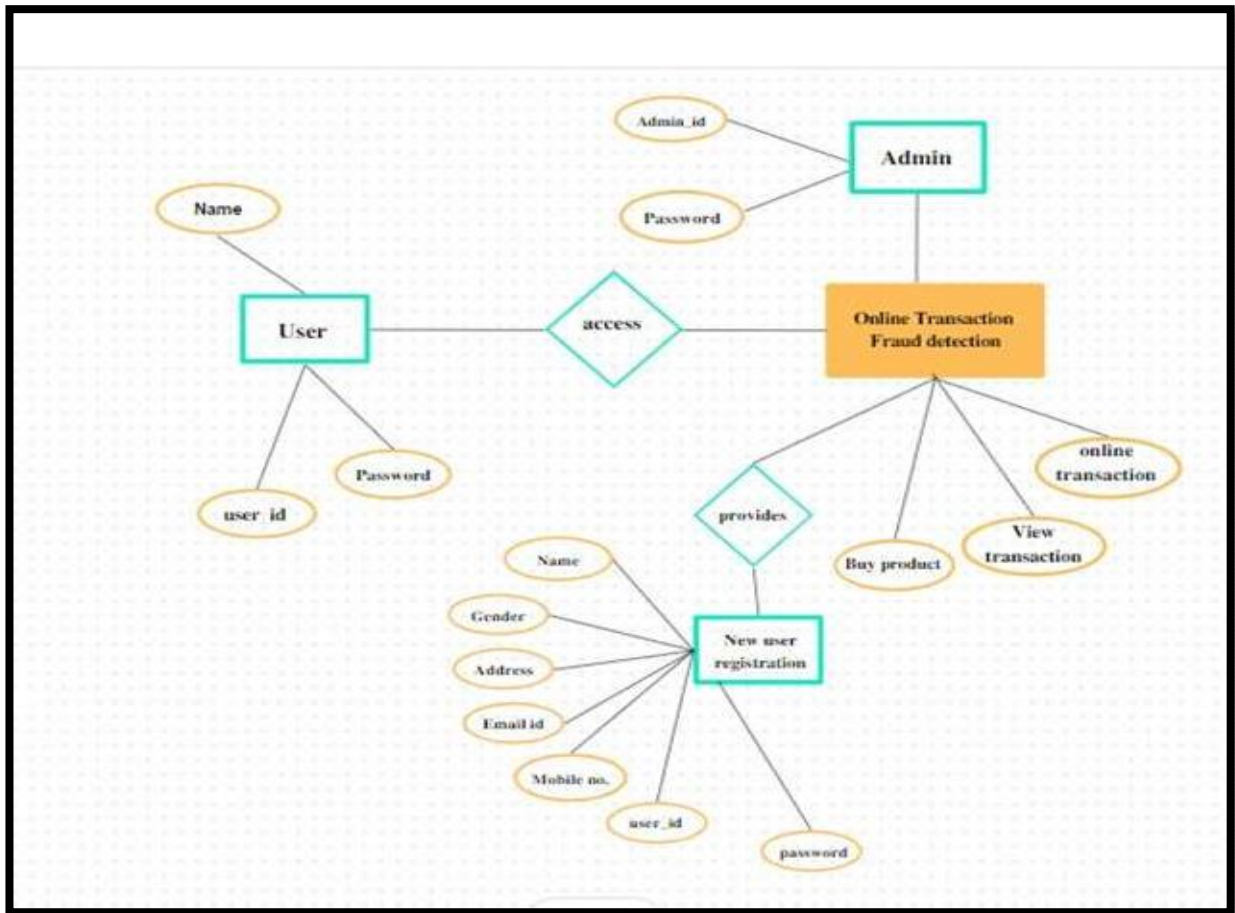 Admin_id
Admin
Password
Name
User
access
Online Transaction
Fraud detection
Password
user_id
online
transaction
provides
View
transaction
Buy product
Name
Gender
Address
Email id
Mobile no.
user_id
password
New user
registration